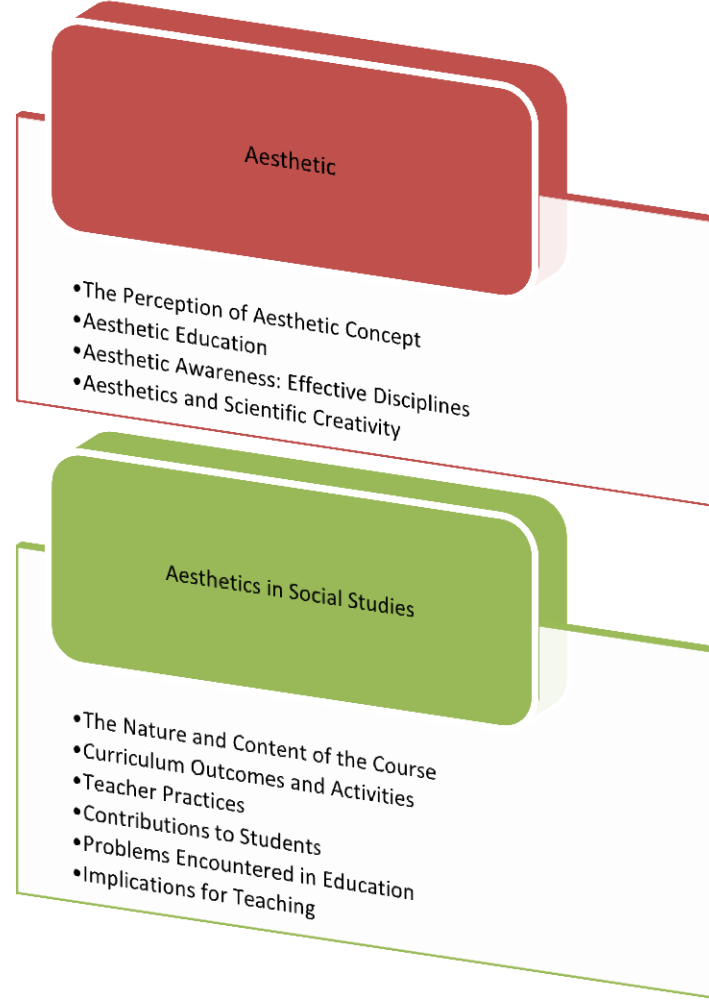 Aesthetic
•The Perception of Aesthetic Concept
•Aesthetic Education
•Aesthetic Awareness: Effective Disciplines
•Aesthetics and Scientific Creativity
Aesthetics in Social Studies
•The Nature and Content of the Course
•Curriculum Outcomes and Activities
•Teacher Practices
•Contributions to Students
•Problems Encountered in Education
•Implications for Teaching